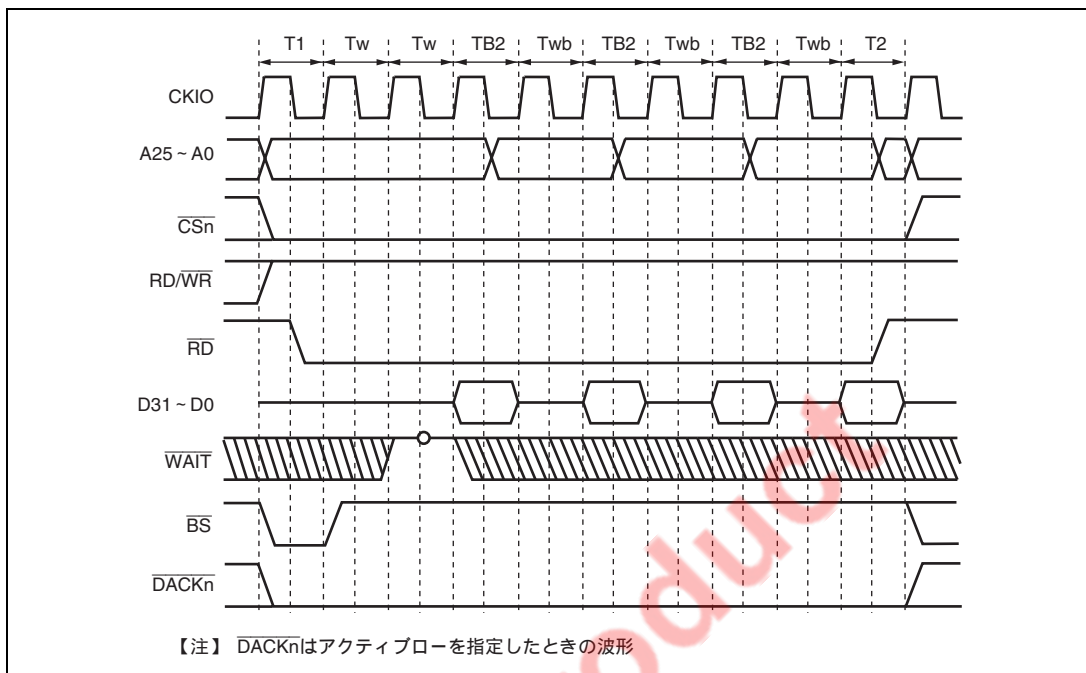 T1 Tw Tw TB2 Twb TB2 Twb TB2 Twb T2
CKIO
A25 ~ A0
CSn
RD/WR
RD
D31 ~ D0
WAIT
BS
DACKn
【注】 DACKnはアクティブローを指定したときの波形
oduct